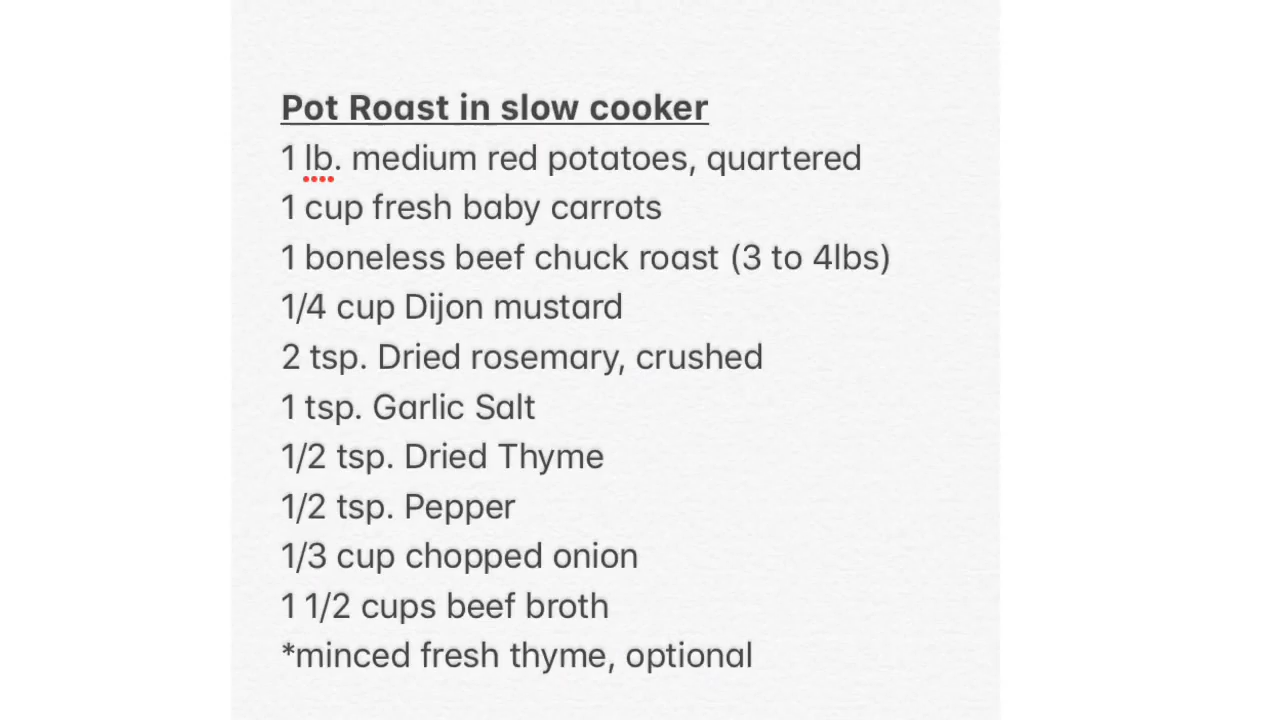 Pot Roast in slow cooker
1 lb. medium red potatoes, quartered
1 cup fresh baby carrots
1 boneless beef chuck roast (3 to 4lbs)
1/4 cup Dijon mustard
2 tsp. Dried rosemary, crushed
1 tsp. Garlic Salt
1/2 tsp. Dried Thyme
1/2 tsp. Pepper
1/3 cup chopped onion
1 1/2 cups beef broth
*minced fresh thyme, optional